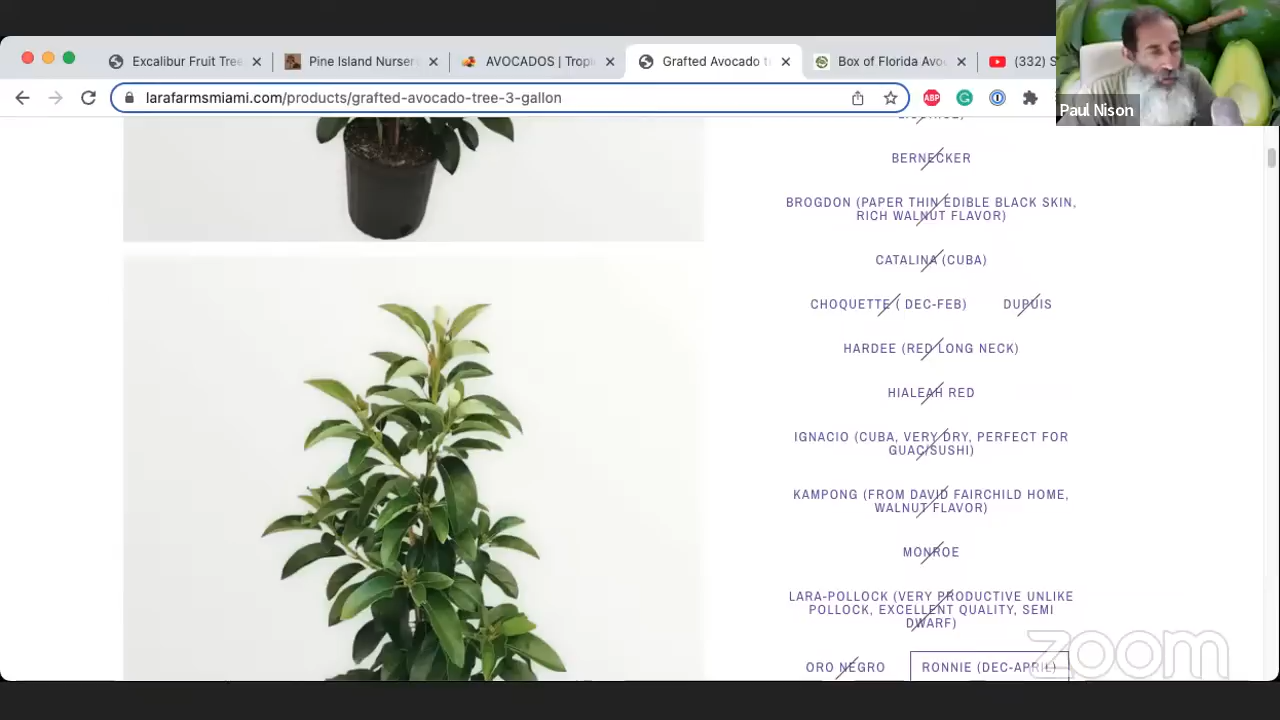 Excalibur Fruit Tree
Pine Island Nursery
AVOCADOS | Tropi
Grafted Avocado t
Box of Florida Avo
(332) S
larafarmsmiami.com/products/grafted-avocado-tree-3-gallon
ABP
Paul Nison
BERNECKER
BROGDON (PAPER THIN EDIBLE BLACK SKIN,
RICH WALNUT FLAVOR)
CATALINA (CUBA)
CHOQUETTE ( DEC-FEB)
DUPUIS
HARDEE (RED LONG NECK)
HIALEAH RED
IGNACIO (CUBA, VERY DRY, PERFECT FOR
GUAC/SUSHI)
KAMPONG (FROM DAVID FAIRCHILD HOME,
WALNUT FLAVOR)
MONROE
LARA-POLLOCK (VERY PRODUCTIVE UNLIKE
POLLOCK, EXCELLENT QUALITY, SEMI
DWARF)
ORO NEGRO
RONNIE (DEC-APRIL)
zoom